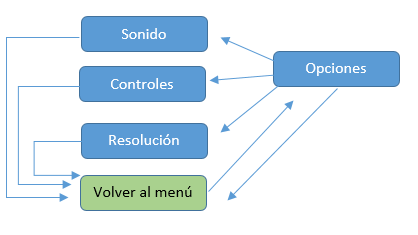 Sonido
Opciones
Controles
Resolución
Volver al menú